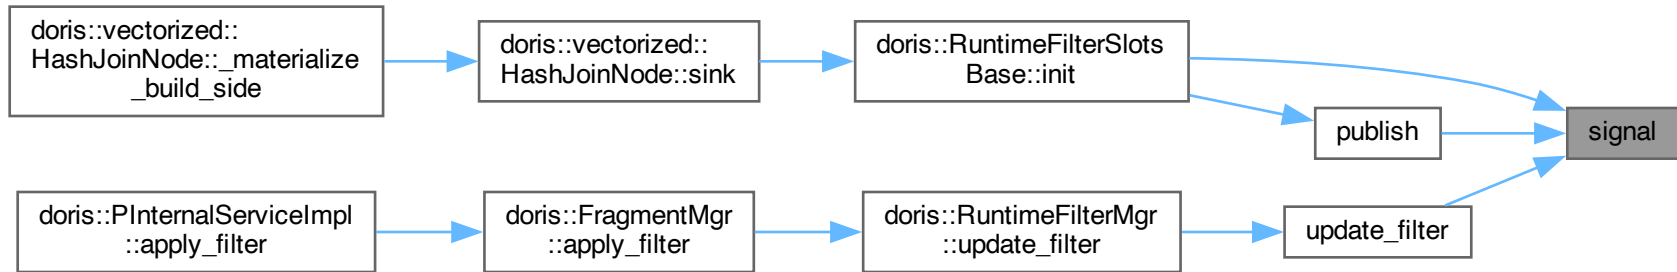 doris::vectorized::
HashJoinNode::_materialize
_build_side
doris::vectorized::
HashJoinNode::sink
doris::RuntimeFilterSlots
Base::init
publish
signal
doris::PInternalServiceImpl
::apply_filter
doris::FragmentMgr
::apply_filter
doris::RuntimeFilterMgr
::update_filter
update_filter